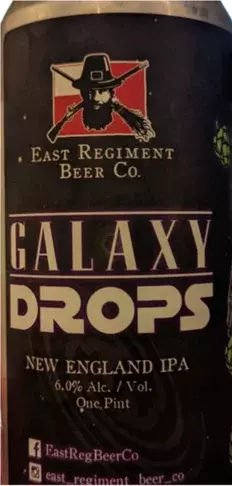 EAST REGIMENT
BEER CO.
GALAXY
DROPS
NEW ENGLAND IPA
6.0% Alc. / Vol.
One Pint
EastRegBeerCo
east_regiment_beer_co